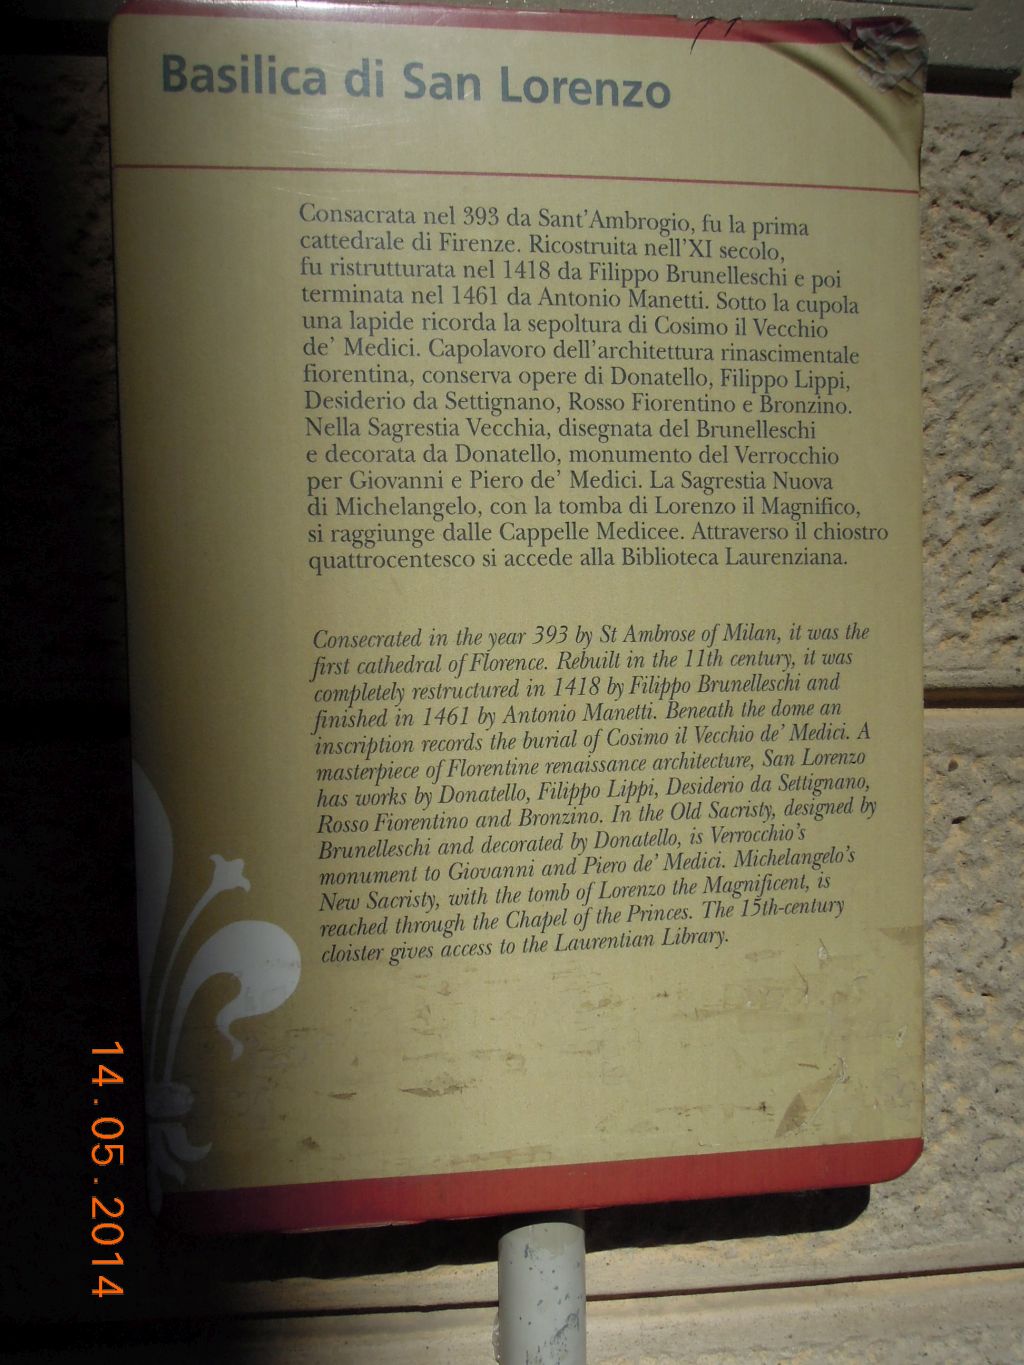 Basilica di San Lorenzo
Consacrata nel 393 da Sant'Ambrogio, fu la prima
cattedrale di Firenze. Ricostruita nell'XI secolo,
fu ristrutturata nel 1418 da Filippo Brunelleschi e poi
terminata nel 1461 da Antonio Manetti. Sotto la cupola
una lapide ricorda la sepoltura di Cosimo il Vecchio
de' Medici. Capolavoro dell'architettura rinascimentale
fiorentina, conserva opere di Donatello, Filippo Lippi,
Desiderio da Settignano, Rosso Fiorentino e Bronzino.
Nella Sagrestia Vecchia, disegnata del Brunelleschi
e decorata da Donatello, monumento del Verrocchio
per Giovanni e Piero de' Medici. La Sagrestia Nuova
di Michelangelo, con la tomba di Lorenzo il Magnifico,
si raggiunge dalle Cappelle Medicee. Attraverso il chiostro
quattrocentesco si accede alla Biblioteca Laurenziana.
Consecrated in the year 393 by St Ambrose of Milan, it was the
first cathedral of Florence. Rebuilt in the 11th century, it was
completely restructured in 1418 by Filippo Brunelleschi and
finished in 1461 by Antonio Manetti. Beneath the dome an
inscription records the burial of Cosimo il Vecchio de' Medici. A
masterpiece of Florentine renaissance architecture, San Lorenzo
has works by Donatello, Filippo Lippi, Desiderio da Settignano,
Rosso Fiorentino and Bronzino. In the Old Sacristy, designed by
Brunelleschi and decorated by Donatello, is Verrocchio's
monument to Giovanni and Piero de' Medici. Michelangelo's
New Sacristy, with the tomb of Lorenzo the Magnificent, is
reached through the Chapel of the Princes. The 15th-century
cloister gives access to the Laurentian Library.
14.05.2014